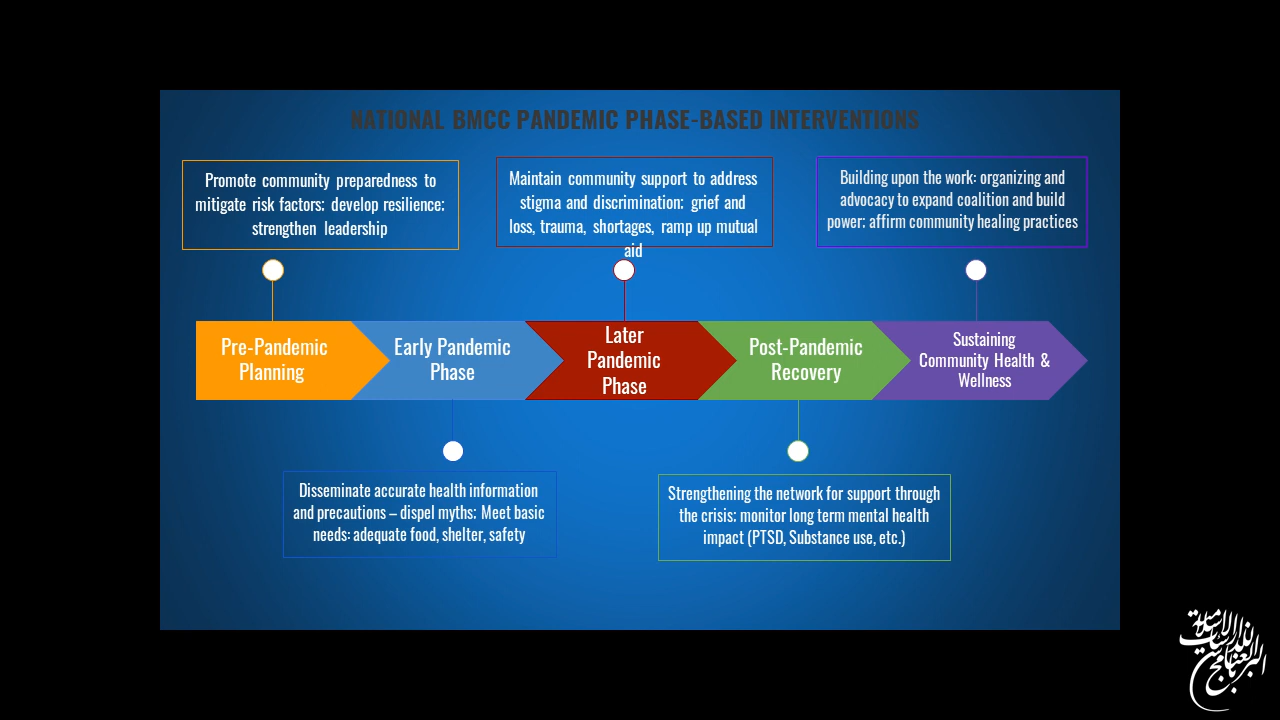 NATIONAL BMCC PANDEMIC PHASE-BASED INTERVENTIONS
Promote community preparedness to
mitigate risk factors; develop resilience;
strengthen leadership
Maintain community support to address
stigma and discrimination; grief and
loss, trauma, shortages, ramp up mutual
aid
Building upon the work: organizing and
advocacy to expand coalition and build
power; affirm community healing practices
Pre-Pandemic
Planning
Early Pandemic
Phase
Later
Pandemic
Phase
Post-Pandemic
Recovery
Sustaining
Community Health &
Wellness
Disseminate accurate health information
and precautions – dispel myths; Meet basic
needs: adequate food, shelter, safety
Strengthening the network for support through
the crisis: monitor long term mental health
impact (PTSD, Substance use, etc.)